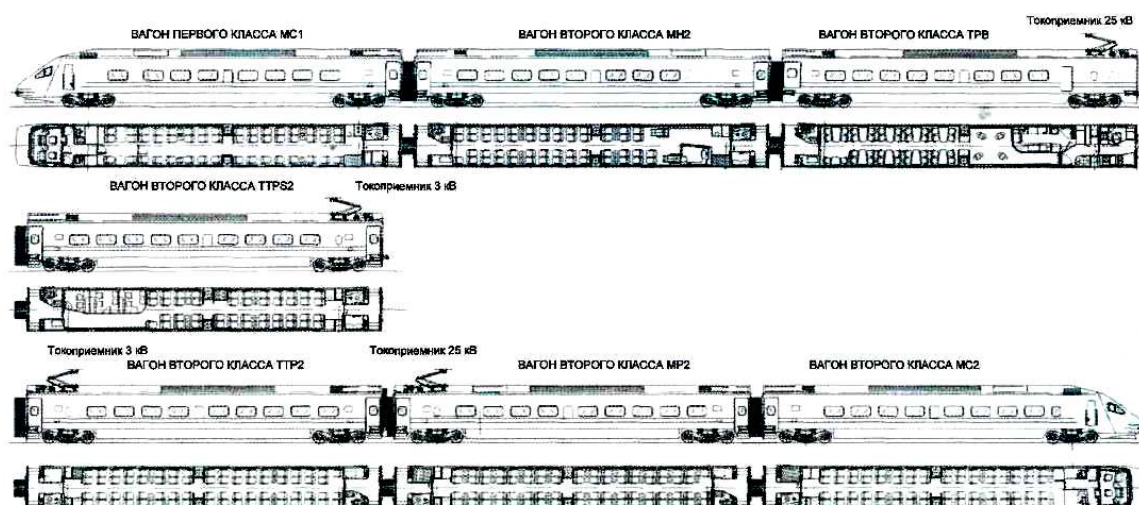 Токоприемник 25 кВ
ВАГОН ПЕРВОГО КЛАССА МС1
ВАГОН ВТОРОГО КЛАССА МН2
ВАГОН ВТОРОГО КЛАССА ТРВ
ВАГОН ВТОРОГО КЛАССА TTPS2
Токоприемник 3 кВ
Токоприемник 3 кВ
Токоприемник 25 кВ
ВАГОН ВТОРОГО КЛАССА ТТР2
ВАГОН ВТОРОГО КЛАССА МР2
ВАГОН ВТОРОГО КЛАССА МС2